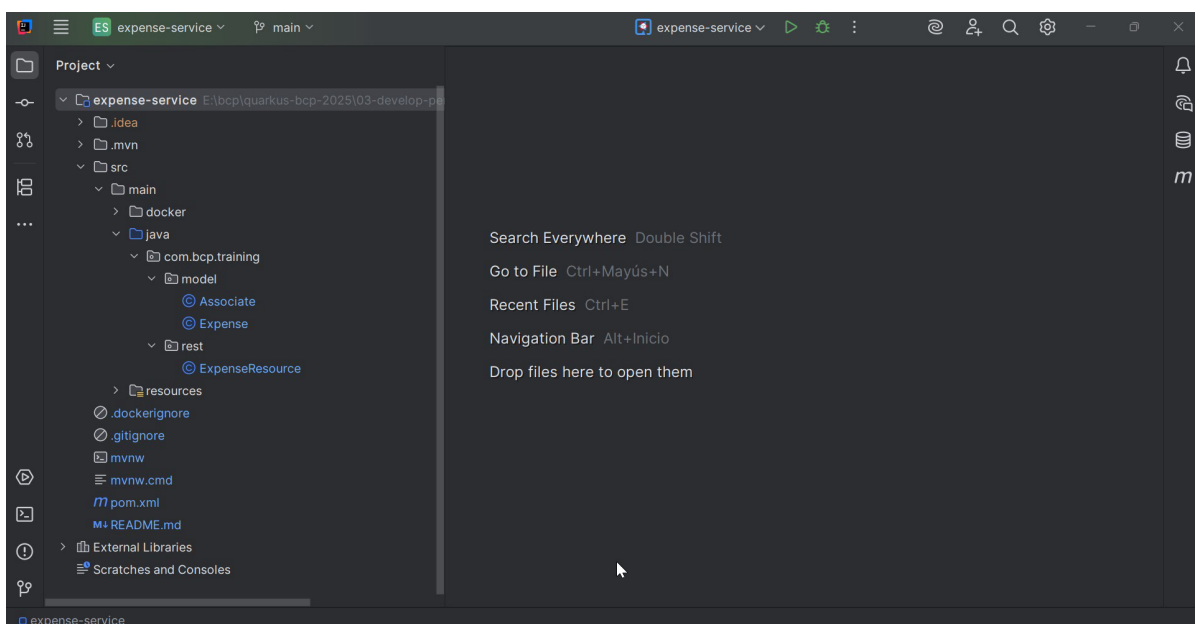 ES expense-service main expense-service
Project
expense-service E:\bcp\quarkus-bcp-2025\03-develop-pe
.idea
.mvn
src
main
docker
java
com.bcp.training
model
Associate
Expense
rest
ExpenseResource
resources
.dockerignore
.gitignore
mvnw
mvnw.cmd
m pom.xml
M↓ README.md
External Libraries
Scratches and Consoles
Search Everywhere Double Shift
Go to File Ctrl+Mayús+N
Recent Files Ctrl+E
Navigation Bar Alt+Inicio
Drop files here to open them
m
expense-service